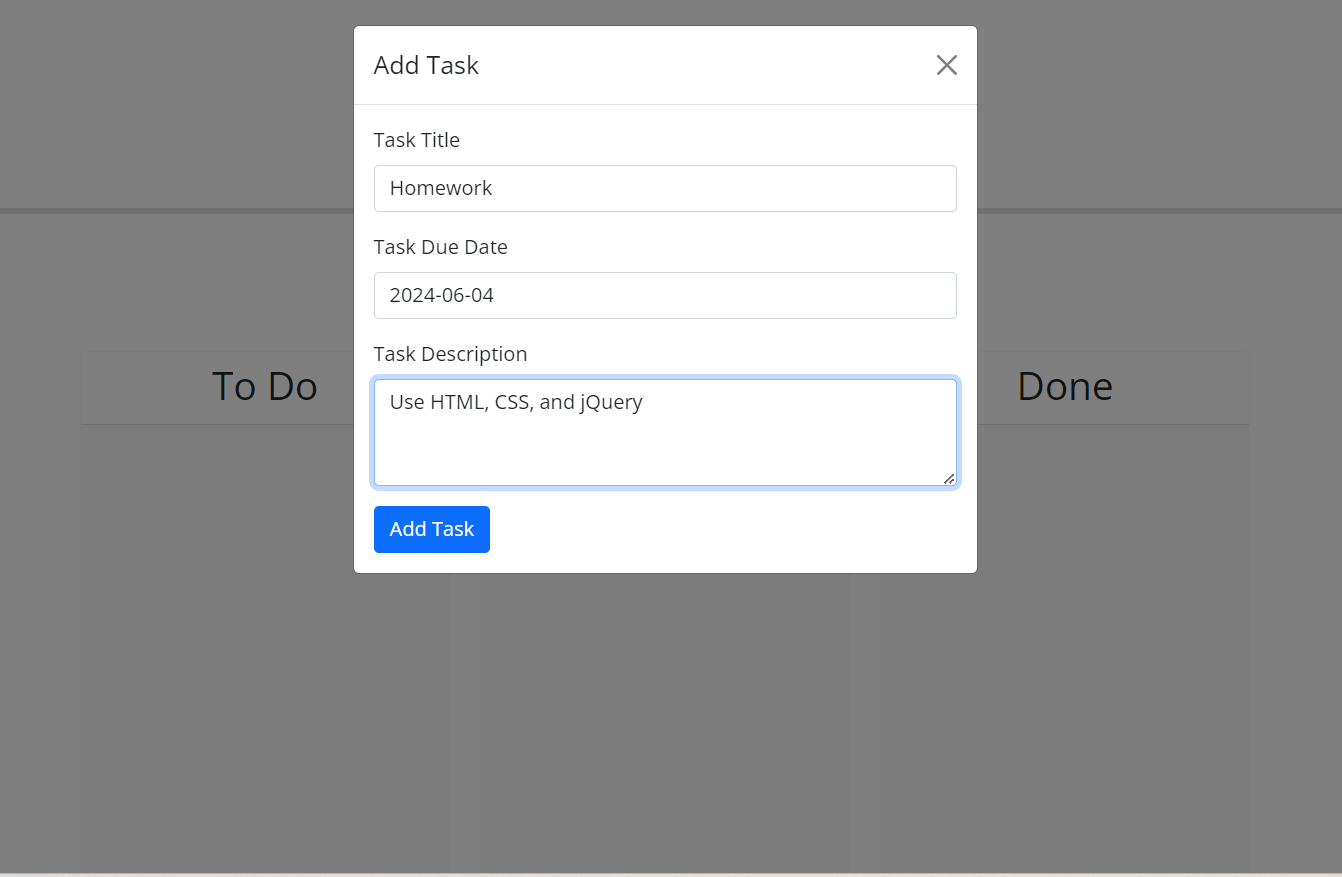 Add Task
Task Title
Homework
Task Due Date
2024-06-04
Task Description
Use HTML, CSS, and jQuery
Add Task
To Do
Done